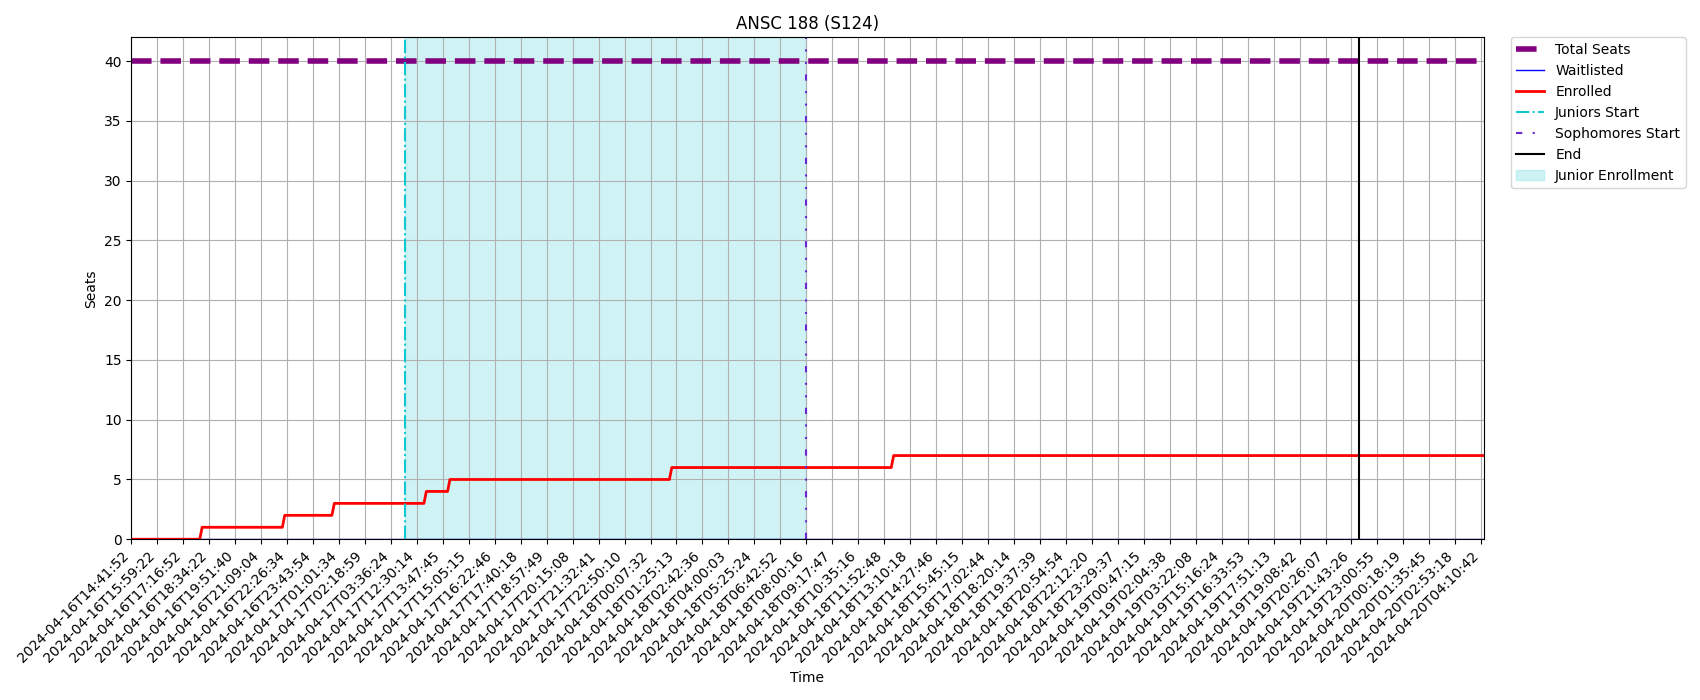 ANSC 188 (S124)
Total Seats
Waitlisted
Enrolled
Juniors Start
Sophomores Start
End
Junior Enrollment
Seats
40
35
30
25
20
15
10
5
0
2024-04-16T14:41:52
2024-04-16T15:59:22
2024-04-16T17:16:52
2024-04-16T18:34:22
2024-04-16T19:51:40
2024-04-16T21:09:04
2024-04-16T22:26:34
2024-04-16T23:43:54
2024-04-17T01:01:34
2024-04-17T02:18:59
2024-04-17T03:36:24
2024-04-17T12:30:14
2024-04-17T13:47:45
2024-04-17T15:05:15
2024-04-17T16:22:46
2024-04-17T17:40:18
2024-04-17T18:57:49
2024-04-17T20:15:08
2024-04-17T21:32:41
2024-04-17T22:50:10
2024-04-18T00:07:32
2024-04-18T01:25:13
2024-04-18T02:42:36
2024-04-18T04:00:03
2024-04-18T05:25:24
2024-04-18T06:42:52
2024-04-18T08:00:16
2024-04-18T09:17:47
2024-04-18T10:35:16
2024-04-18T11:52:48
2024-04-18T13:10:18
2024-04-18T14:27:46
2024-04-18T15:45:15
2024-04-18T17:02:44
2024-04-18T18:20:14
2024-04-18T19:37:39
2024-04-18T20:54:54
2024-04-18T22:12:20
2024-04-18T23:29:37
2024-04-19T00:47:15
2024-04-19T02:04:38
2024-04-19T03:22:08
2024-04-19T15:16:24
2024-04-19T16:33:53
2024-04-19T17:51:13
2024-04-19T19:08:42
2024-04-19T20:26:07
2024-04-19T21:43:26
2024-04-19T23:00:55
2024-04-20T00:18:19
2024-04-20T01:35:45
2024-04-20T02:53:18
2024-04-20T04:10:42
Time